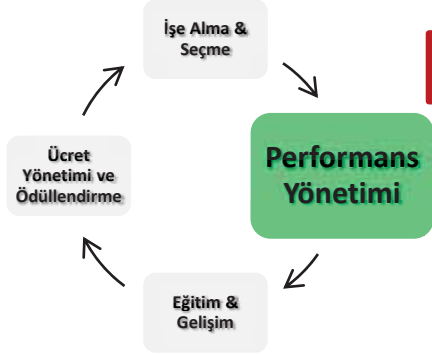 İşe Alma &
Seçme
Performans
Yönetimi
Ücret
Yönetimi ve
Ödüllendirme
Eğitim &
Gelişim